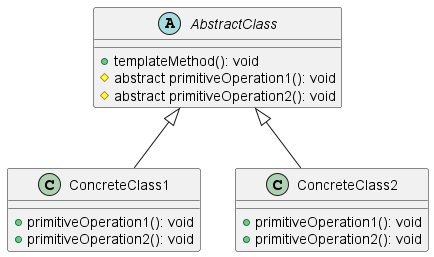 A AbstractClass
templateMethod(): void
abstract primitiveOperation1(): void
abstract primitiveOperation2(): void
C ConcreteClass1
primitiveOperation1(): void
primitiveOperation2(): void
C ConcreteClass2
primitiveOperation1(): void
primitiveOperation2(): void